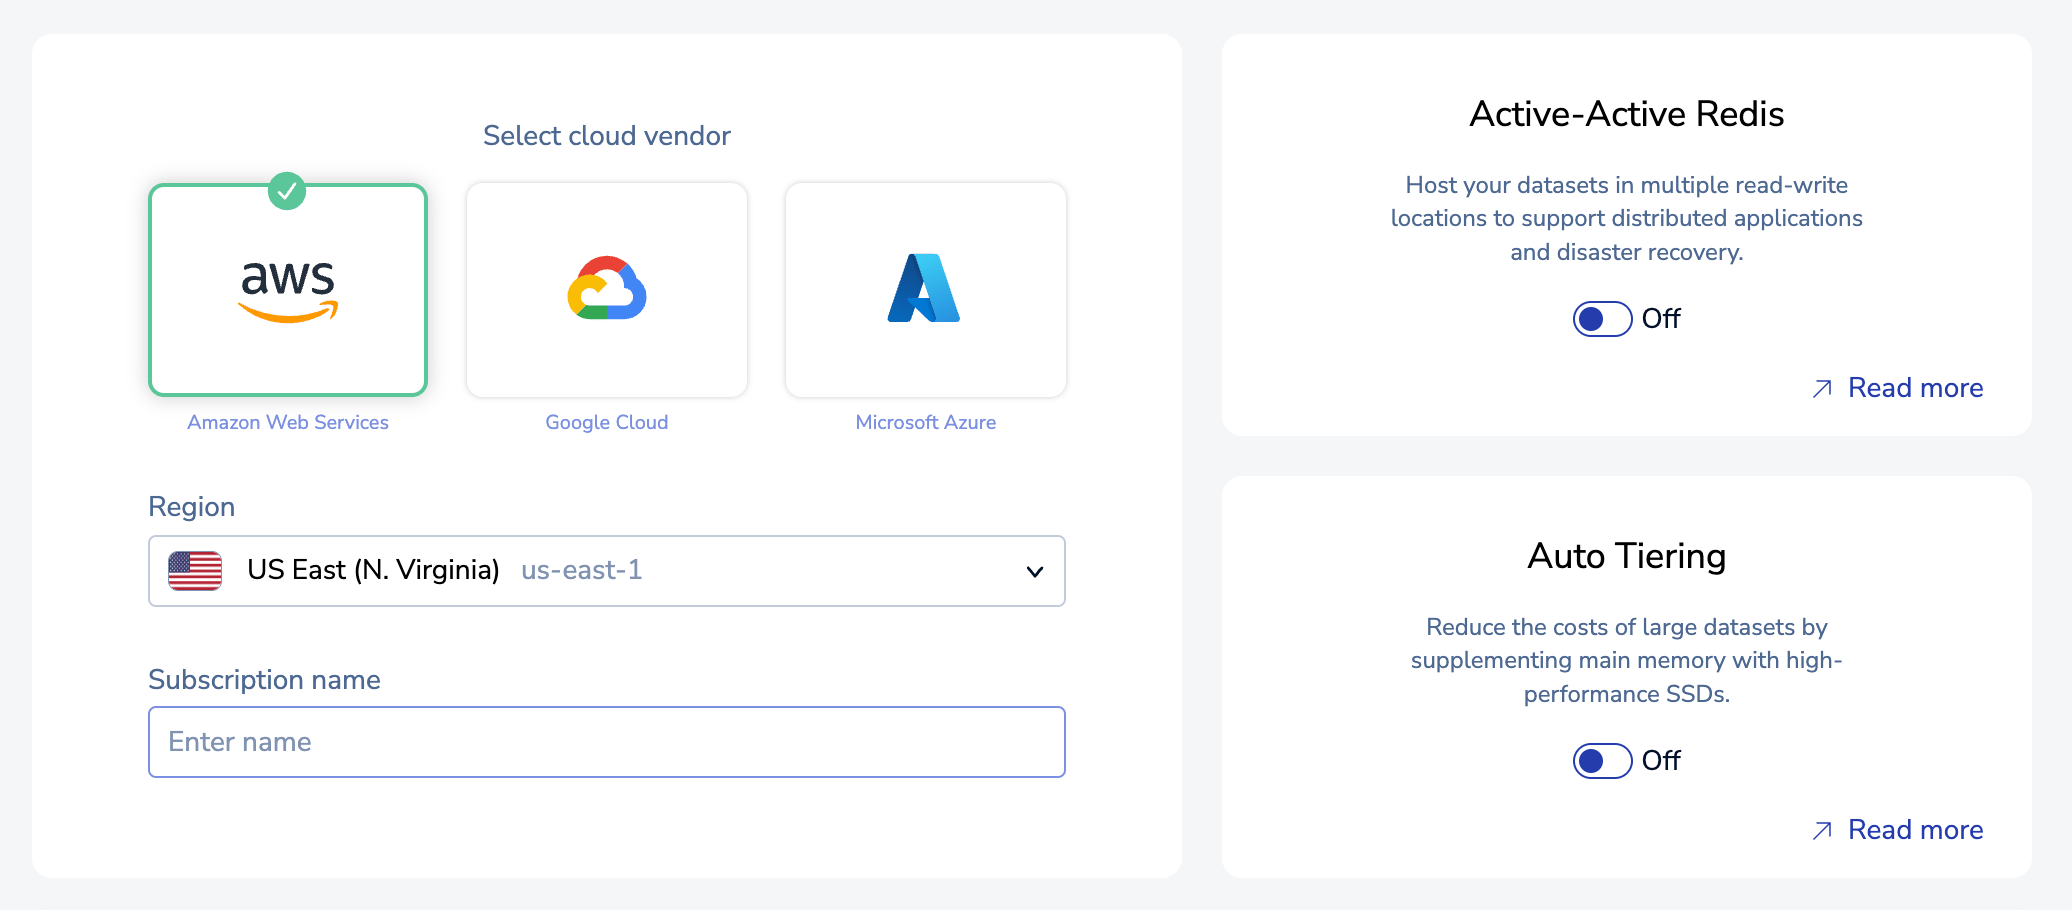 Select cloud vendor
aws
Amazon Web Services
Google Cloud
Microsoft Azure
Region
US East (N. Virginia) us-east-1
Subscription name
Enter name
Active-Active Redis
Host your datasets in multiple read-write
locations to support distributed applications
and disaster recovery.
Off
Read more
Auto Tiering
Reduce the costs of large datasets by
supplementing main memory with high-
performance SSDs.
Off
Read more